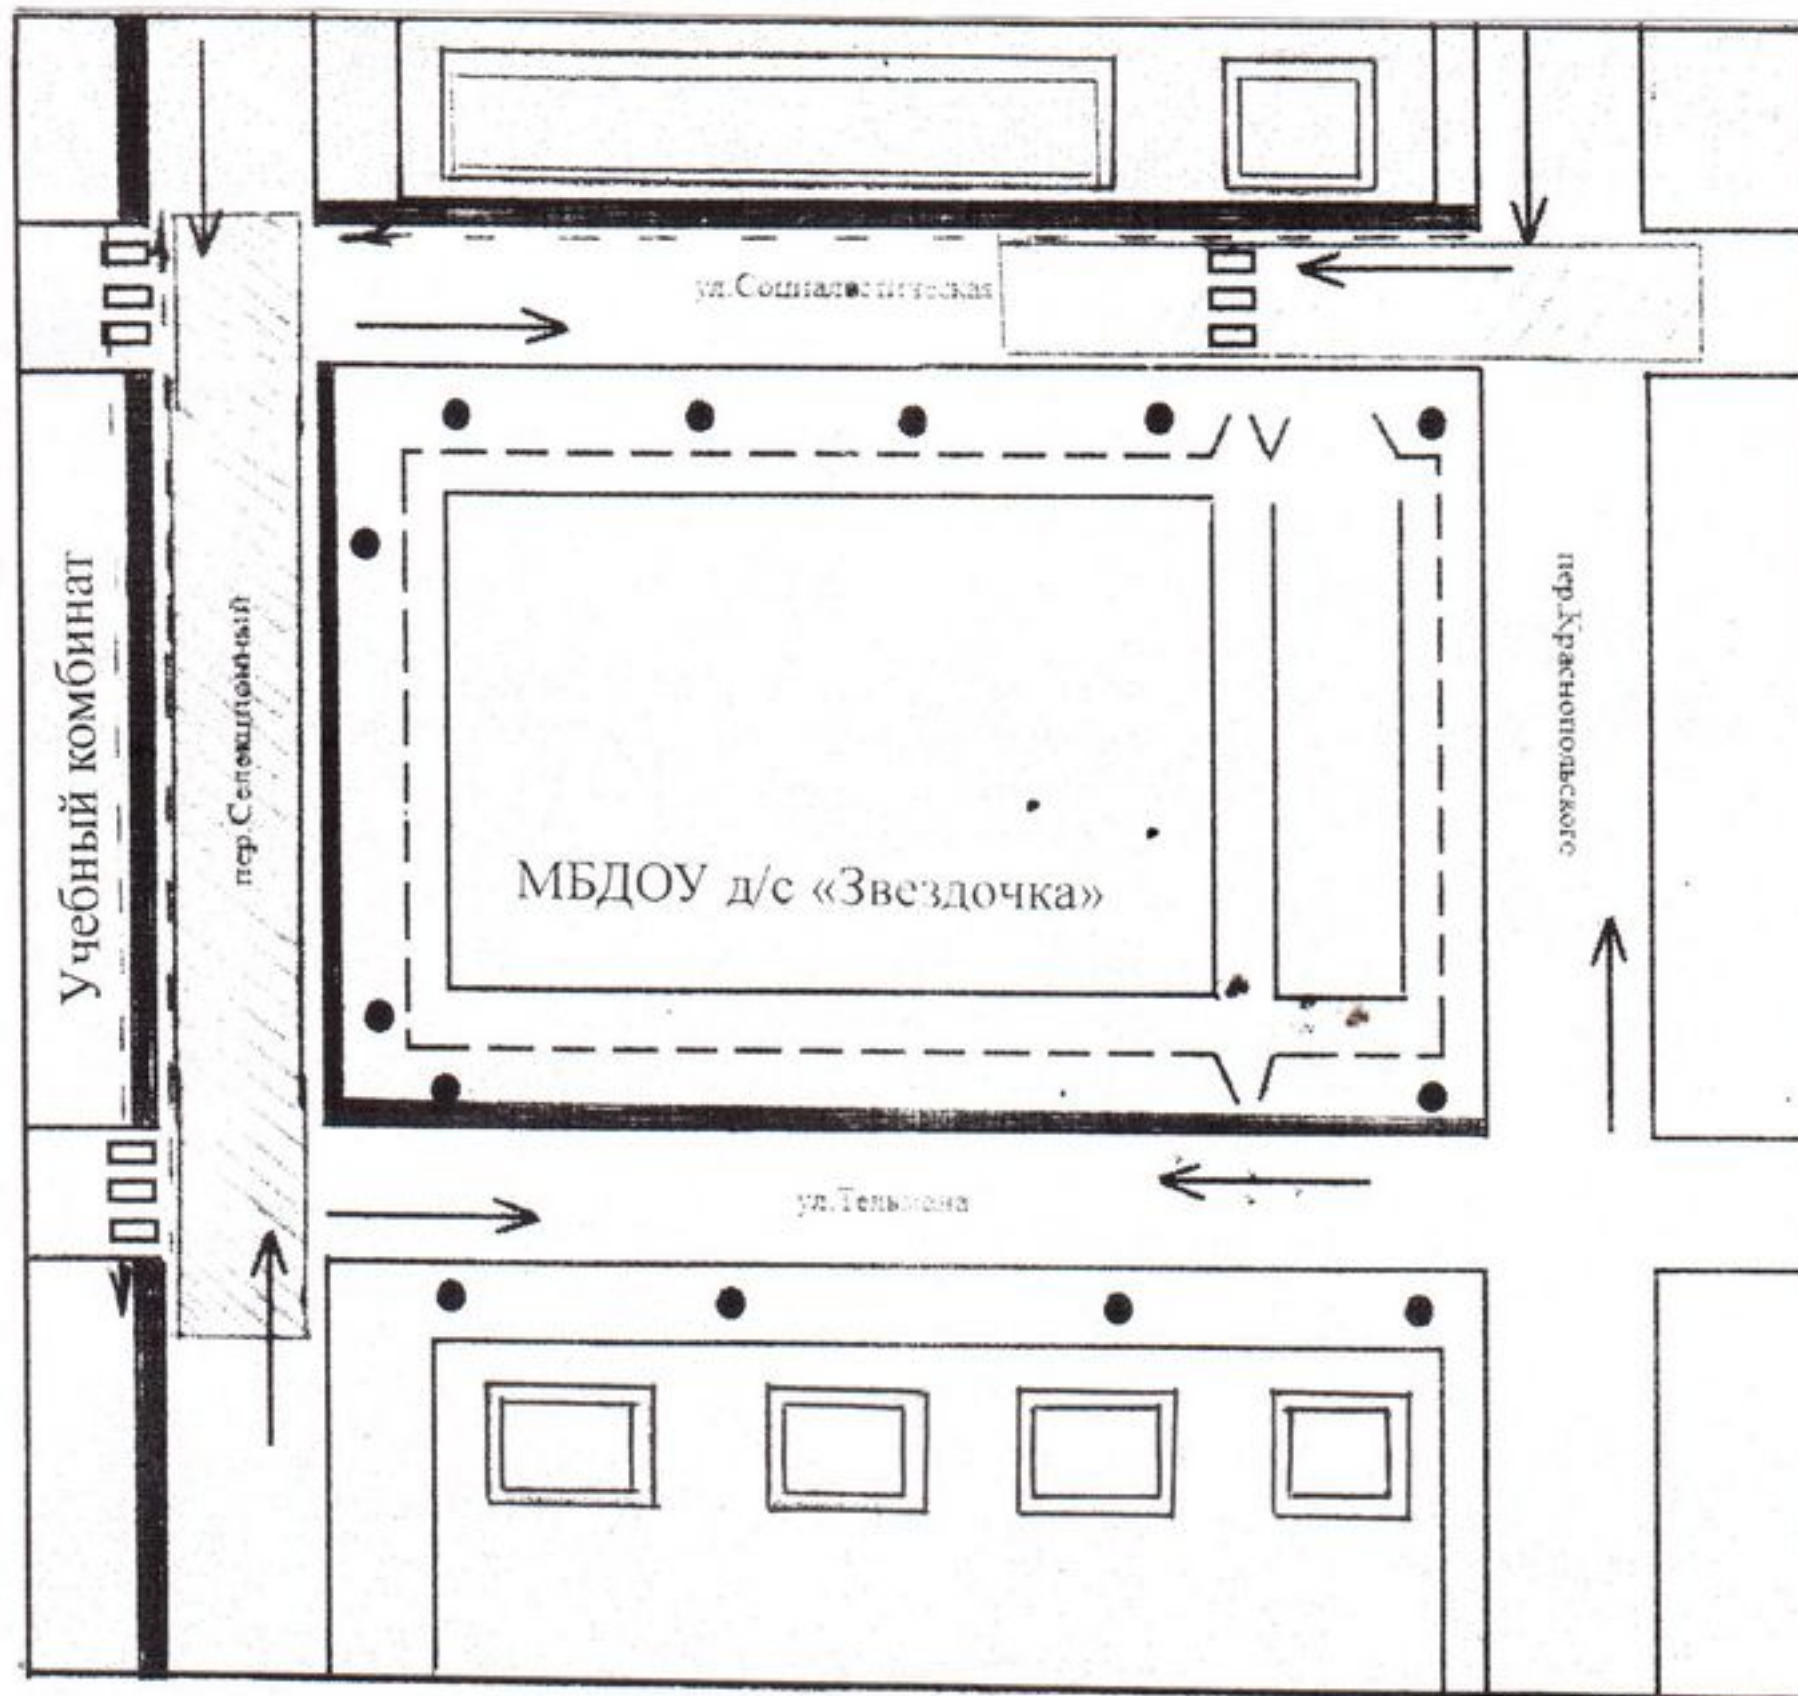 ул.Социалистическая
Учебный комбинат
пер.Селекционный
пер.Краснопольского
МБДОУ д/с «Звездочка»
ул.Тельмана